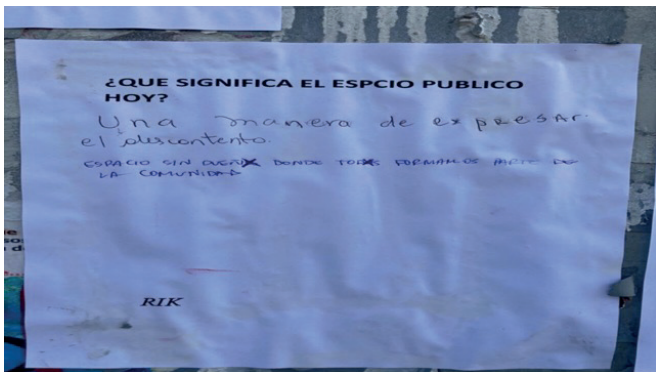 ¿QUE SIGNIFICA EL ESPCIO PUBLICO
HOY?
Una manera de expresar
el descontento.
ESPACIO SIN DUEÑX DONDE TODXS FORMAMOS PARTE DE
LA COMUNIDAD
RIK